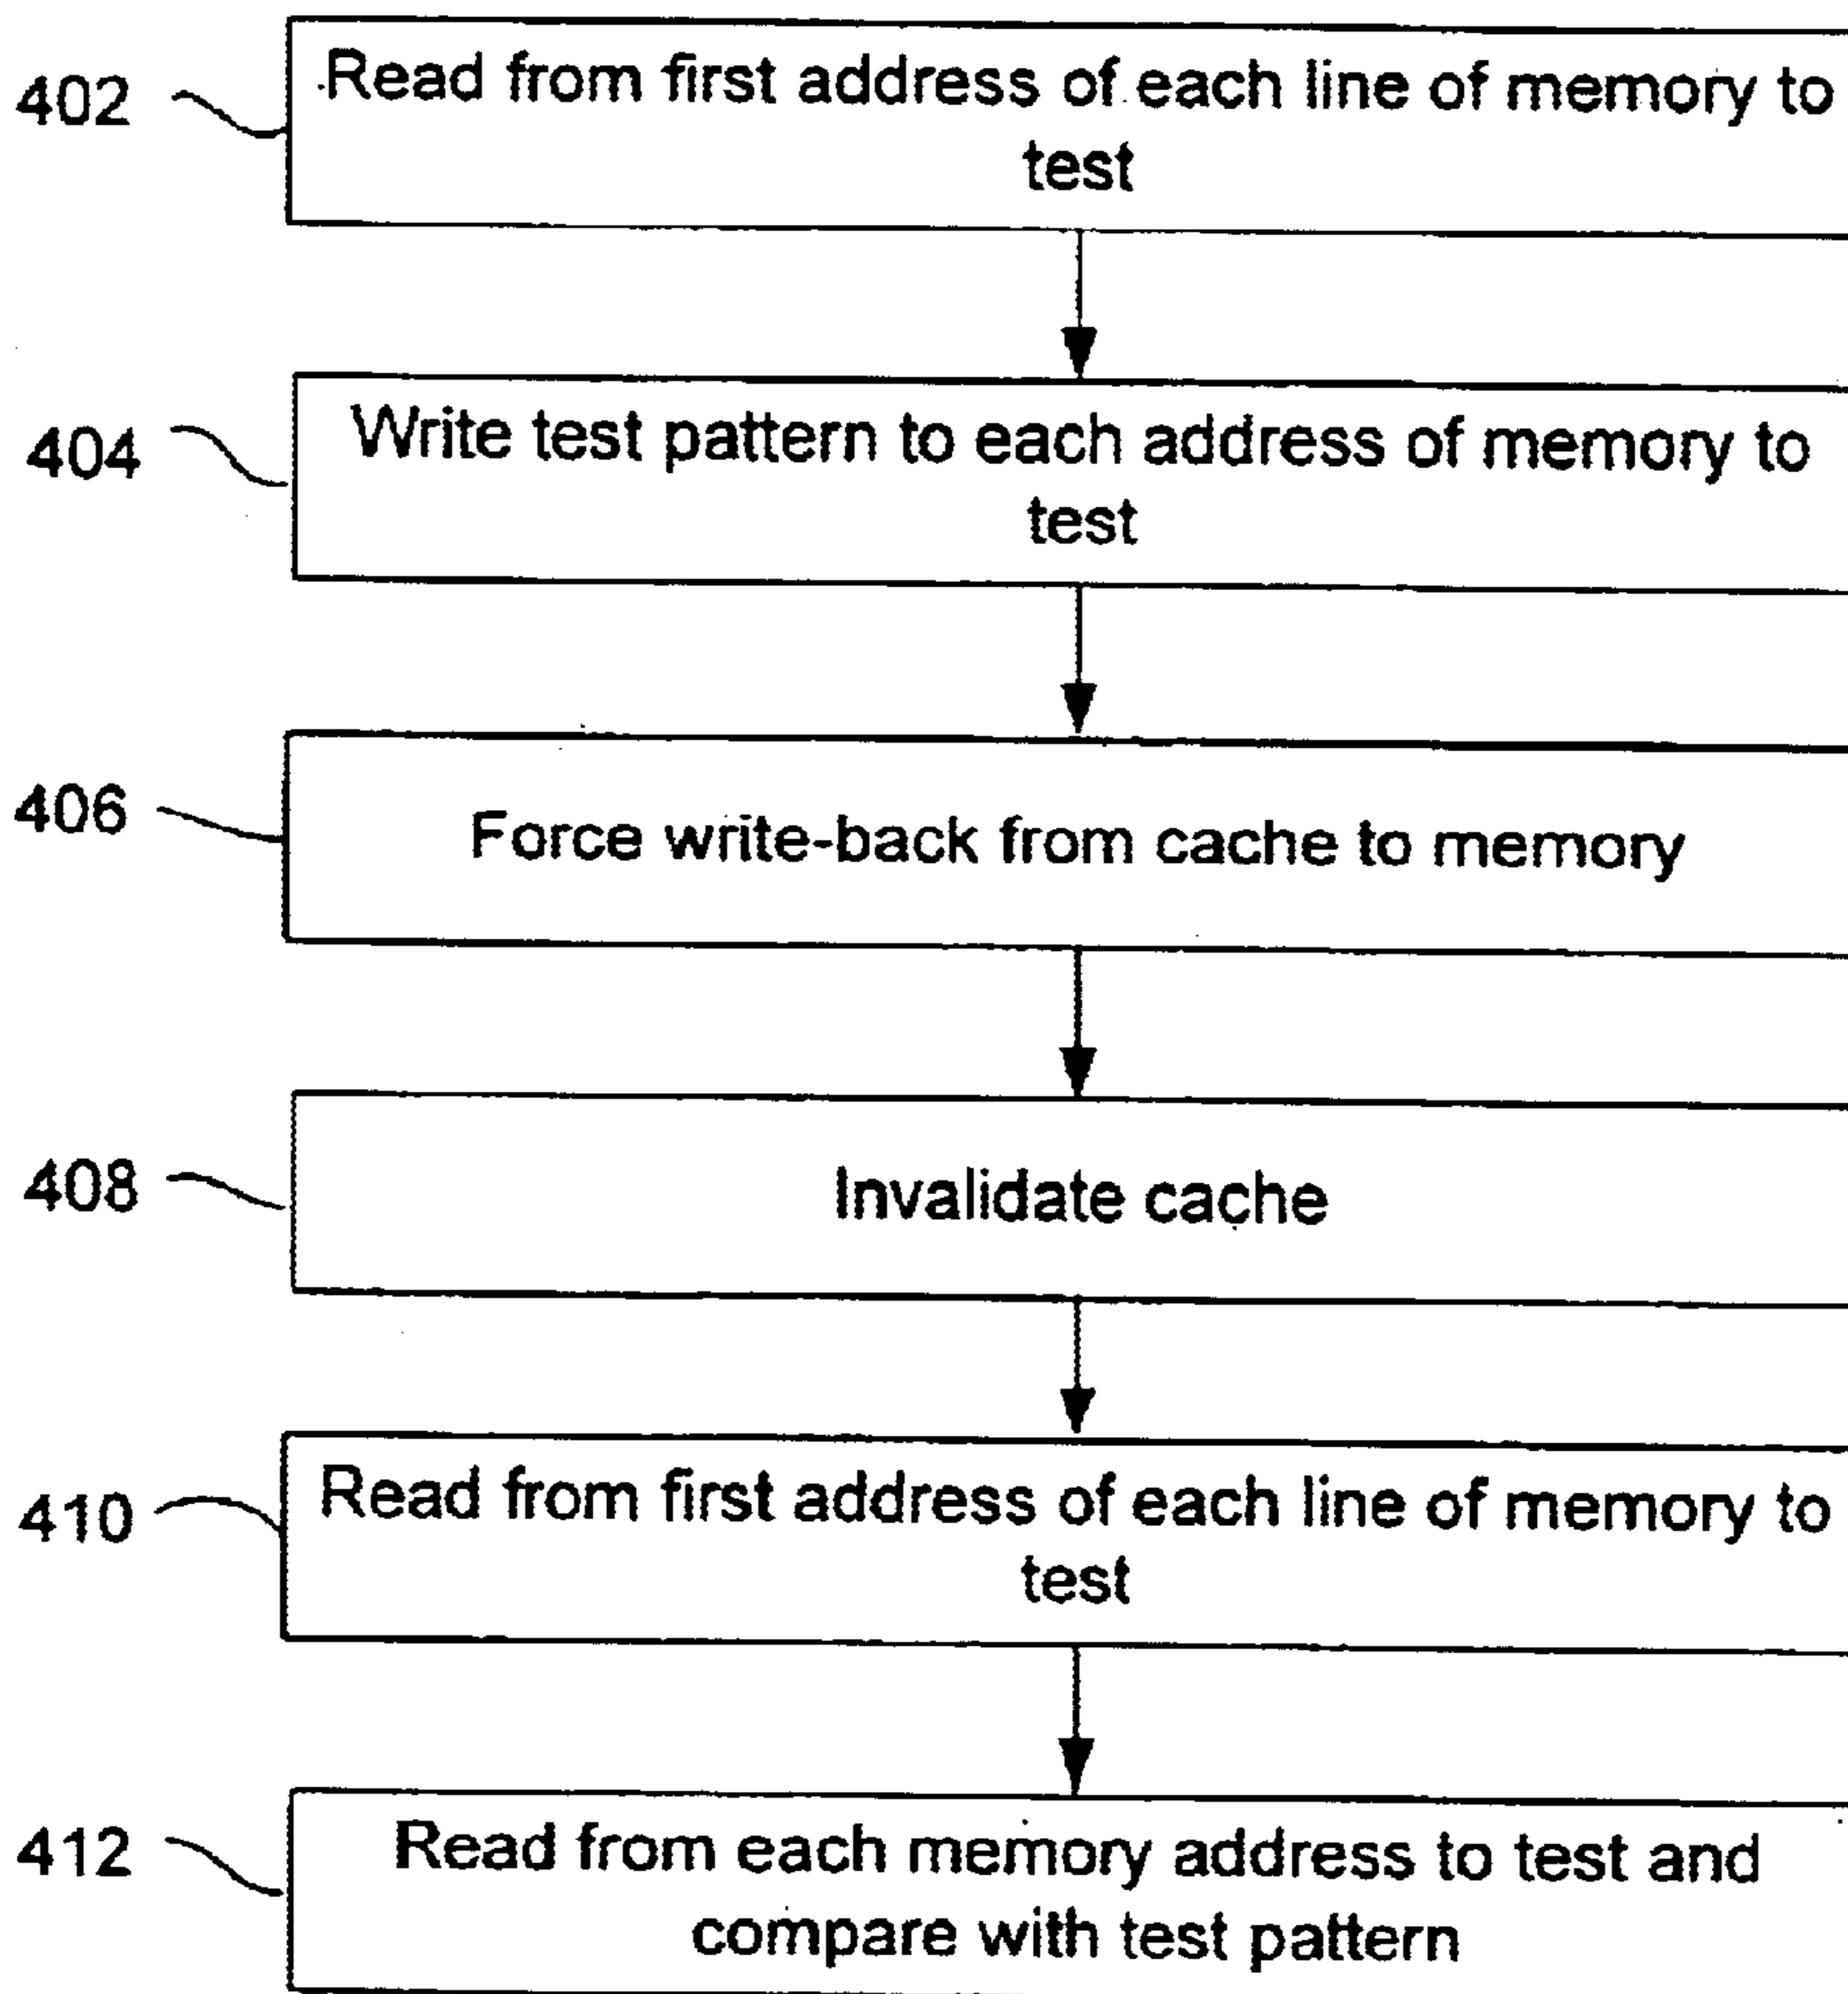 402
Read from first address of each line of memory to
test
404
Write test pattern to each address of memory to
test
406
Force write-back from cache to memory
408
Invalidate cache
410
Read from first address of each line of memory to
test
412
Read from each memory address to test and
compare with test pattern